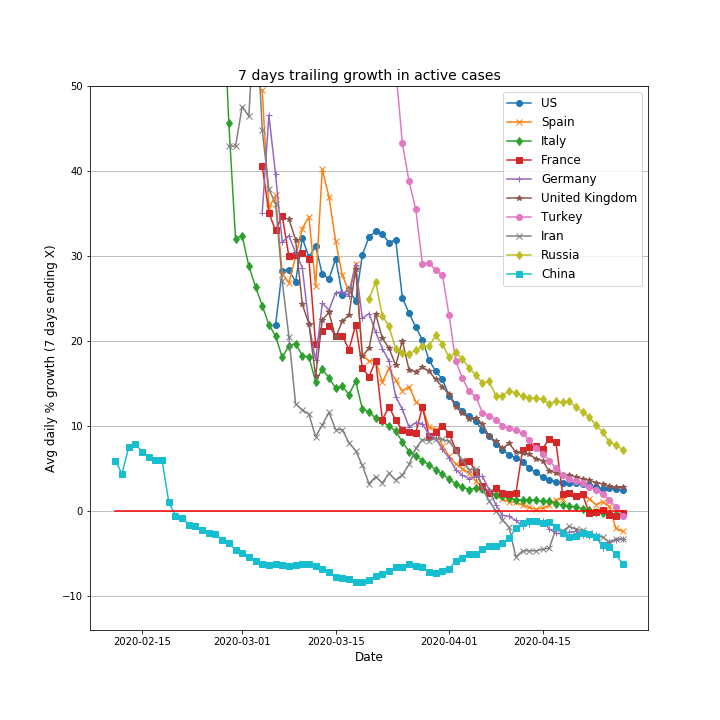 7 days trailing growth in active cases
Avg daily % growth (7 days ending X)
50
40
30
20
10
0
−10
US
Spain
Italy
France
Germany
United Kingdom
Turkey
Iran
Russia
China
2020-02-15
2020-03-01
2020-03-15
2020-04-01
2020-04-15
Date